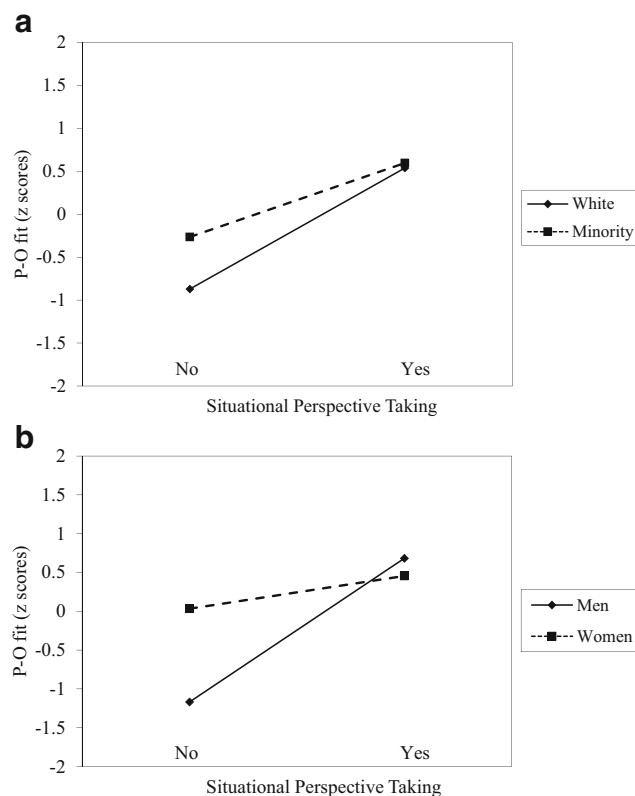 a
2
1.5
1
0.5
0
-0.5
-1
-1.5
-2
P-O fit (z scores)
No Yes
Situational Perspective Taking
White
Minority
b
2
1.5
1
0.5
0
-0.5
-1
-1.5
-2
P-O fit (z scores)
No Yes
Situational Perspective Taking
Men
Women